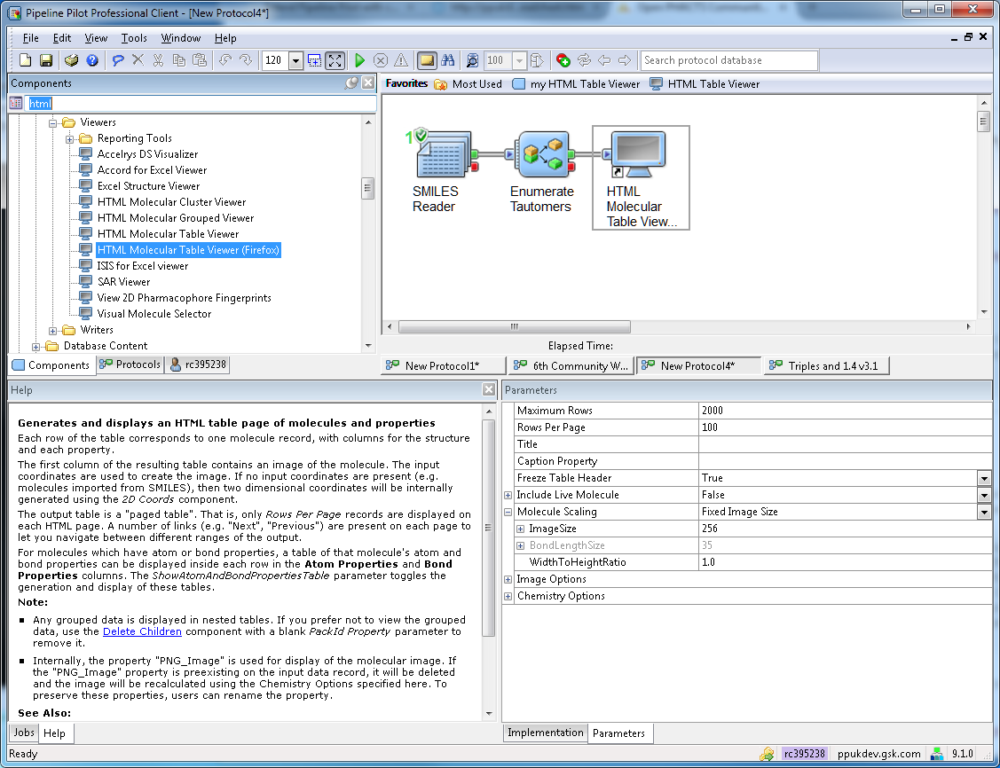 Pipeline Pilot Professional Client - [New Protocol4*]
File Edit View Tools Window Help
120 100 Search protocol database
Components
html
Viewers
Reporting Tools
Accelrys DS Visualizer
Accord for Excel Viewer
Excel Structure Viewer
HTML Molecular Cluster Viewer
HTML Molecular Grouped Viewer
HTML Molecular Table Viewer
HTML Molecular Table Viewer (Firefox)
ISIS for Excel viewer
SAR Viewer
View 2D Pharmacophore Fingerprints
Visual Molecule Selector
Writers
Database Content
Components Protocols rc395238
Favorites Most Used my HTML Table Viewer HTML Table Viewer
1
SMILES
Reader
Enumerate
Tautomers
HTML
Molecular
Table View...
Elapsed Time:
New Protocol1* 6th Community W... New Protocol4* Triples and 1.4 v3.1
Help
Generates and displays an HTML table page of molecules and properties
Each row of the table corresponds to one molecule record, with columns for the structure
and each property.
The first column of the resulting table contains an image of the molecule. The input
coordinates are used to create the image. If no input coordinates are present (e.g.
molecules imported from SMILES), then two dimensional coordinates will be internally
generated using the 2D Coords component.
The output table is a "paged table". That is, only Rows Per Page records are displayed on
each HTML page. A number of links (e.g. "Next", "Previous") are present on each page to
let you navigate between different ranges of the output.
For molecules which have atom or bond properties, a table of that molecule's atom and
bond properties can be displayed inside each row in the Atom Properties and Bond
Properties columns. The ShowAtomAndBondPropertiesTable parameter toggles the
generation and display of these tables.
Note:
Any grouped data is displayed in nested tables. If you prefer not to view the grouped
data, use the Delete Children component with a blank PackId Property parameter to
remove it.
Internally, the property "PNG_Image" is used for display of the molecular image. If
the "PNG_Image" property is preexisting on the input data record, it will be deleted
and the image will be recalculated using the Chemistry Options specified here. To
preserve these properties, users can rename the property.
See Also:
Jobs Help
Parameters
Maximum Rows 2000
Rows Per Page 100
Title
Caption Property
Freeze Table Header True
Include Live Molecule False
Molecule Scaling Fixed Image Size
ImageSize 256
BondLengthSize 35
WidthToHeightRatio 1.0
Image Options
Chemistry Options
Implementation Parameters
Ready rc395238 ppukdev.gsk.com 9.1.0